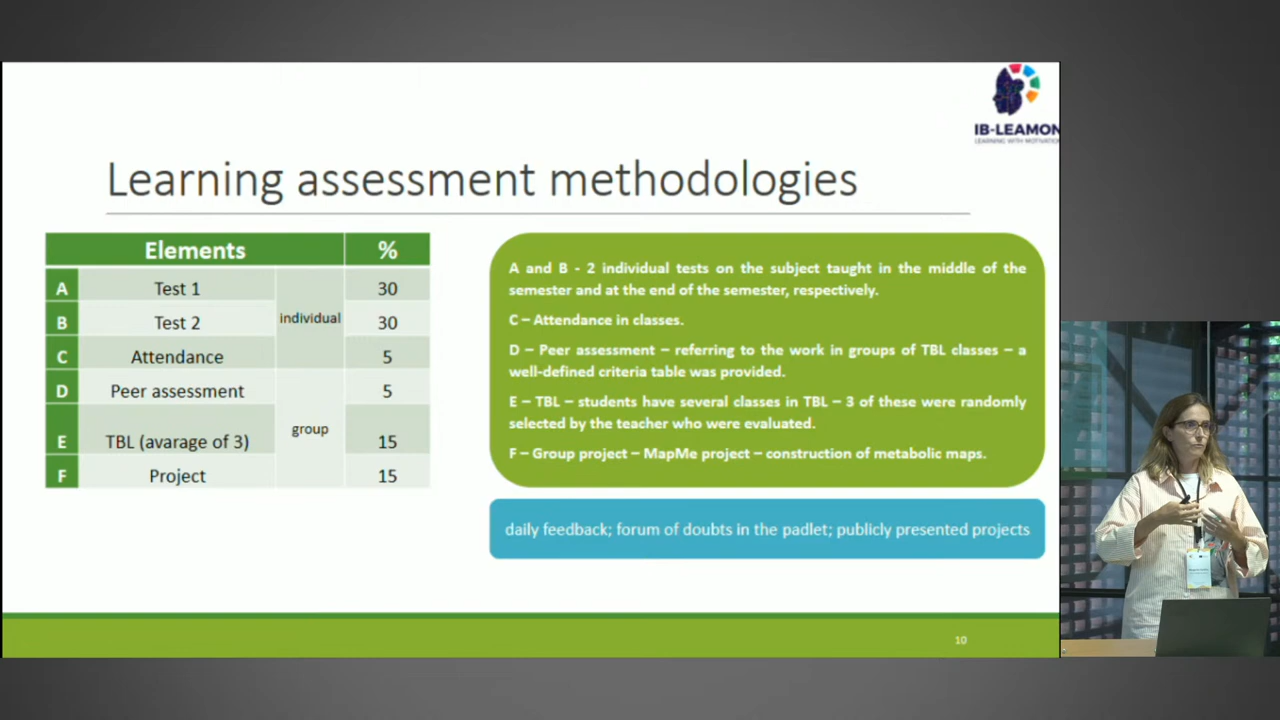 IB-LEAMON
LEARNING WITH MOTIVATI
Learning assessment methodologies
Elements %
A Test 1 30
B Test 2 individual 30
C Attendance 5
D Peer assessment 5
group
E TBL (avarage of 3) 15
F Project 15
A and B - 2 individual tests on the subject taught in the middle of the
semester and at the end of the semester, respectively.
C – Attendance in classes.
D – Peer assessment – referring to the work in groups of TBL classes – a
well-defined criteria table was provided.
E – TBL – students have several classes in TBL – 3 of these were randomly
selected by the teacher who were evaluated.
F – Group project – MapMe project – construction of metabolic maps.
daily feedback; forum of doubts in the padlet; publicly presented projects
10